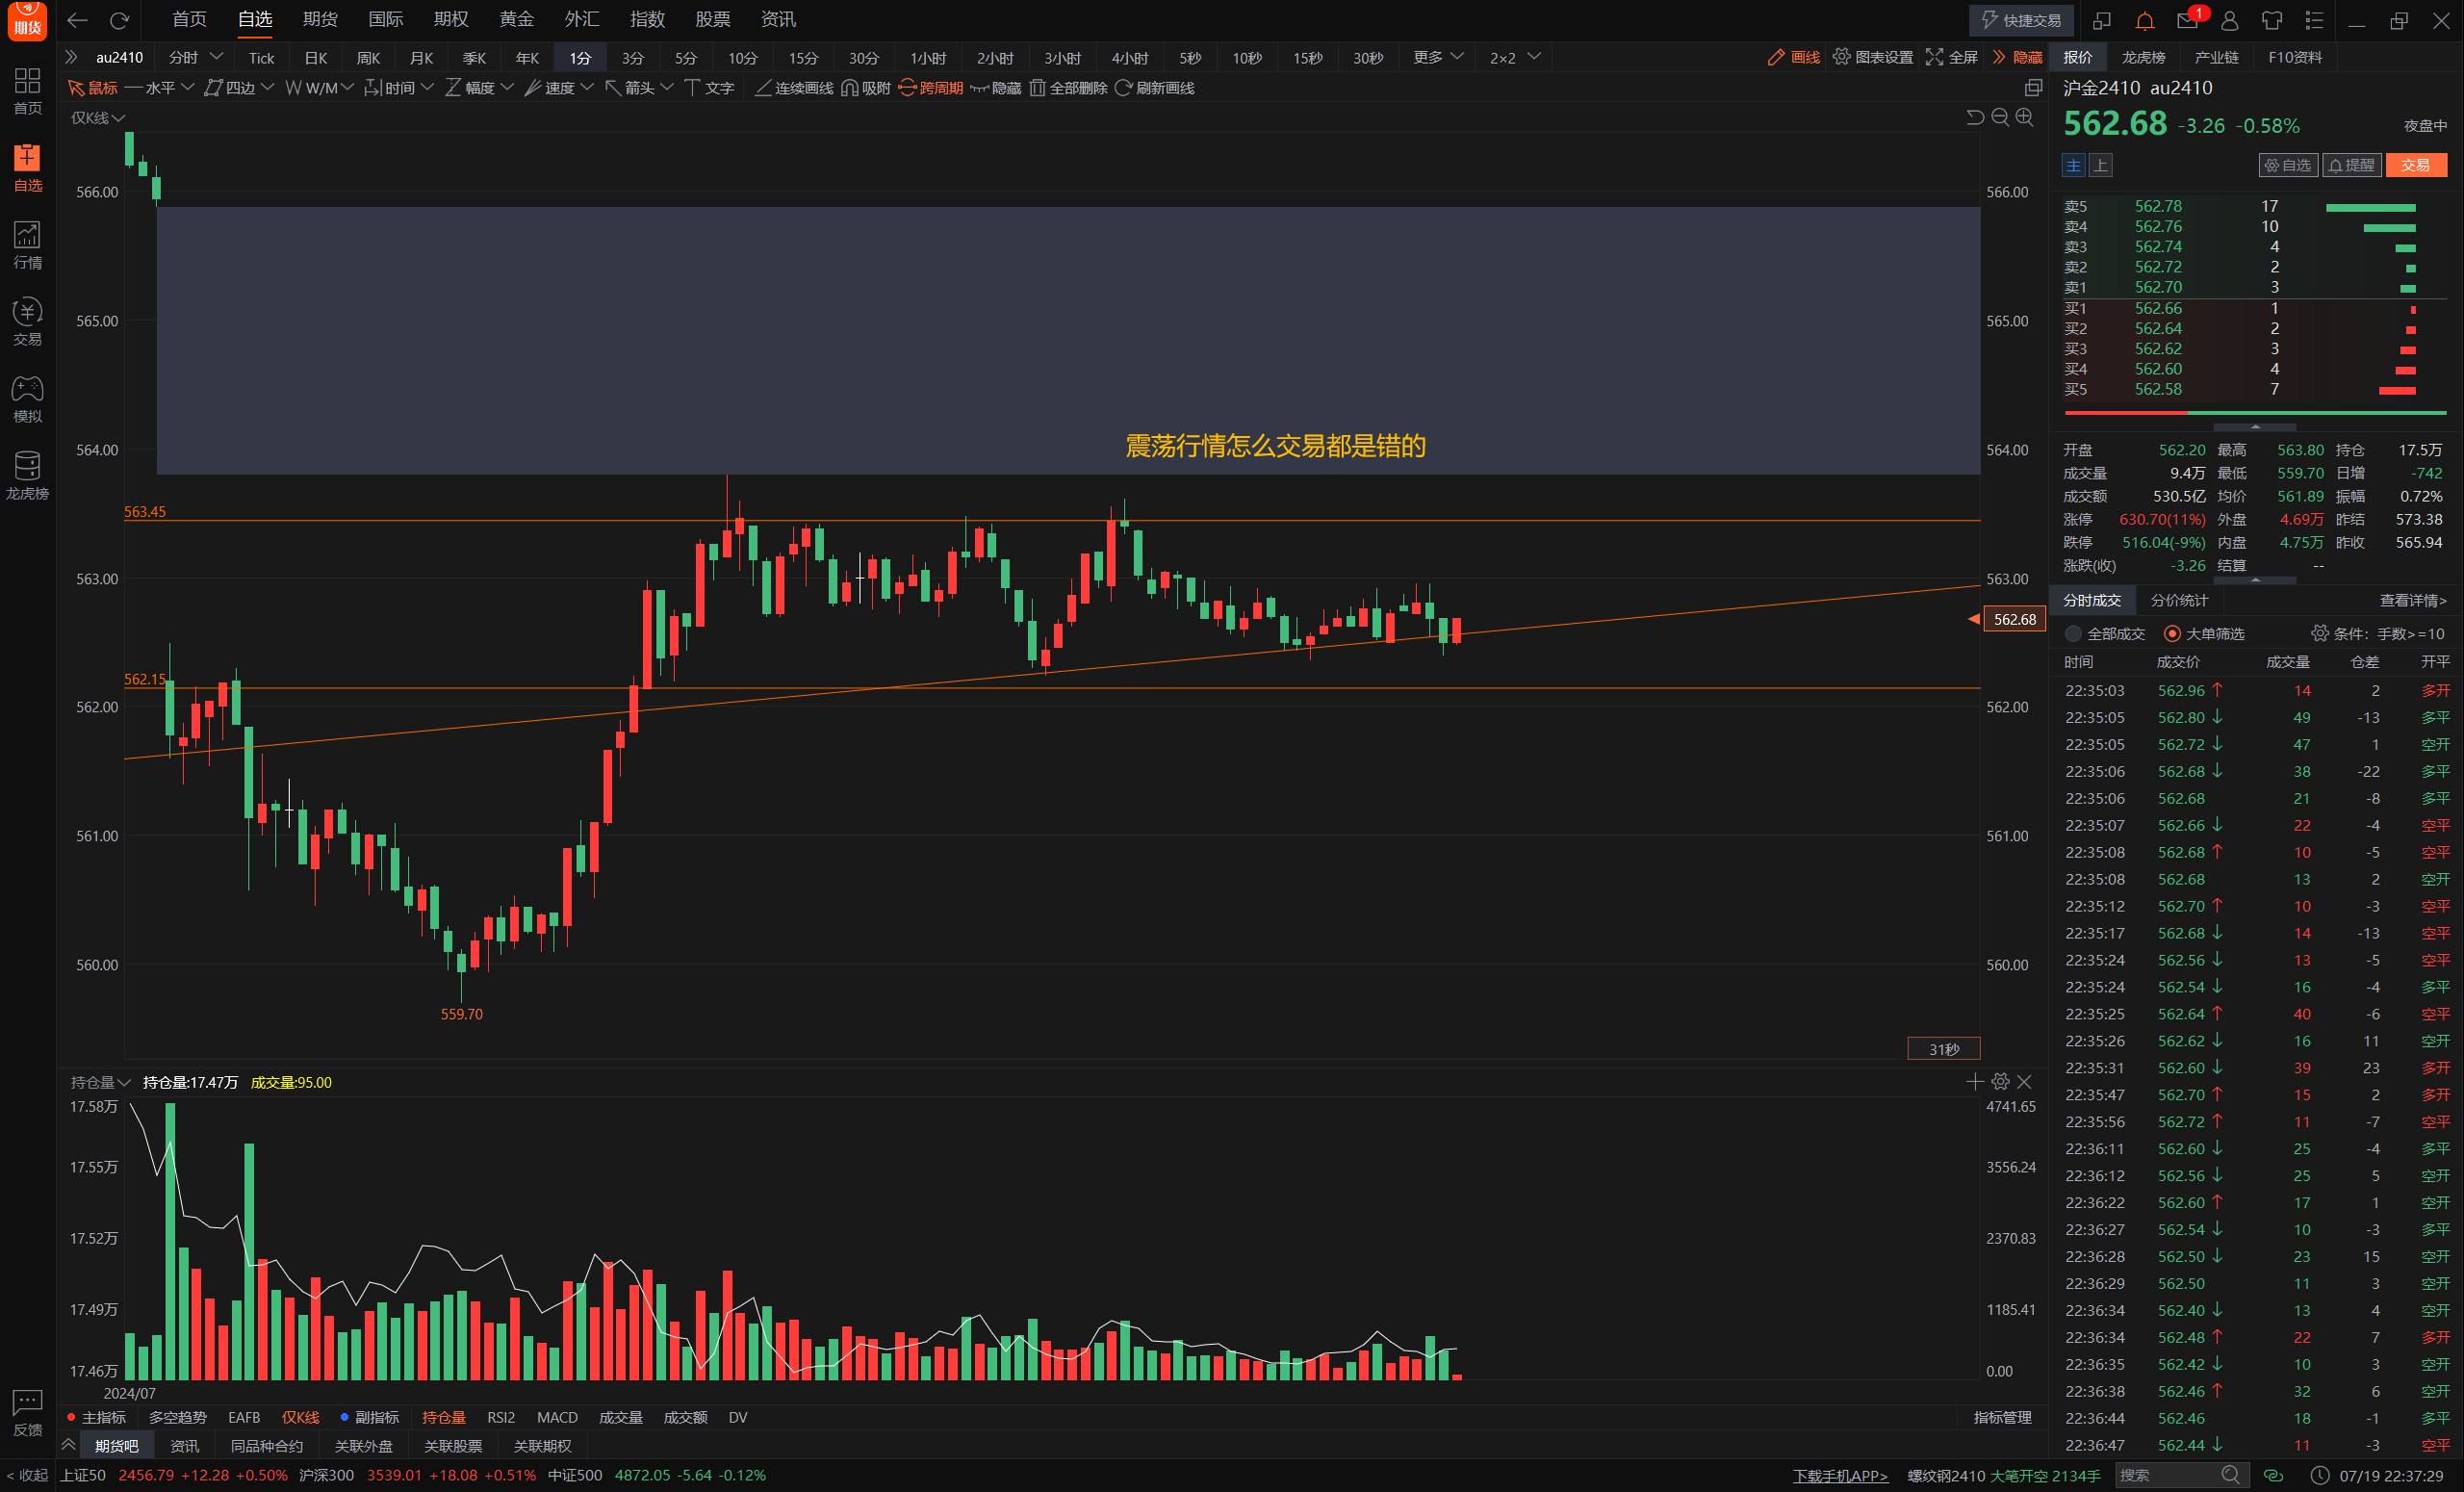 期货 首页 自选 期货 国际 期权 黄金 外汇 指数 股票 资讯 快捷交易 1
au2410 分时 Tick 日K 周K 月K 季K 年K 1分 3分 5分 10分 15分 30分 1小时 2小时 3小时 4小时 5秒 10秒 15秒 30秒 更多 2×2 画线 图表设置 全屏 隐藏
鼠标 水平 四边 W/M 时间 幅度 速度 箭头 文字 连续画线 吸附 跨周期 隐藏 全部删除 刷新画线
首页
自选
行情
交易
模拟
龙虎榜
反馈
仅K线
566.00 566.00
565.00 565.00
震荡行情怎么交易都是错的
564.00 564.00
563.45
563.00 563.00
562.68
562.15
562.00 562.00
561.00 561.00
560.00 560.00
559.70
31秒
持仓量 持仓量:17.47万 成交量:95.00
17.58万 4741.65
17.55万 3556.24
17.52万 2370.83
17.49万 1185.41
17.46万 0.00
2024/07
主指标 多空趋势 EAFB 仅K线 副指标 持仓量 RSI2 MACD 成交量 成交额 DV 指标管理
期货吧 资讯 同品种合约 关联外盘 关联股票 关联期权
报价 龙虎榜 产业链 F10资料
沪金2410 au2410
562.68 -3.26 -0.58% 夜盘中
主 上 自选 提醒 交易
卖5 562.78 17
卖4 562.76 10
卖3 562.74 4
卖2 562.72 2
卖1 562.70 3
买1 562.66 1
买2 562.64 2
买3 562.62 3
买4 562.60 4
买5 562.58 7
开盘 562.20 最高 563.80 持仓 17.5万
成交量 9.4万 最低 559.70 日增 -742
成交额 530.5亿 均价 561.89 振幅 0.72%
涨停 630.70(11%) 外盘 4.69万 昨结 573.38
跌停 516.04(-9%) 内盘 4.75万 昨收 565.94
涨跌(收) -3.26 结算 --
分时成交 分价统计 查看详情>
全部成交 大单筛选 条件：手数>=10
时间 成交价 成交量 仓差 开平
22:35:03 562.96↑ 14 2 多开
22:35:05 562.80↓ 49 -13 多平
22:35:05 562.72↓ 47 1 空开
22:35:06 562.68↓ 38 -22 多平
22:35:06 562.68 21 -8 多平
22:35:07 562.66↓ 22 -4 空平
22:35:08 562.68↑ 10 -5 空平
22:35:08 562.68 13 2 空开
22:35:12 562.70↑ 10 -3 空平
22:35:17 562.68↓ 14 -13 空平
22:35:24 562.56↓ 13 -5 空平
22:35:24 562.54↓ 16 -4 多平
22:35:25 562.64↑ 40 -6 空平
22:35:26 562.62↓ 16 11 空开
22:35:31 562.60↓ 39 23 多开
22:35:47 562.70↑ 15 2 多开
22:35:56 562.72↑ 11 -7 空平
22:36:11 562.60↓ 25 -4 多平
22:36:12 562.56↓ 25 5 空开
22:36:22 562.60↑ 17 1 空开
22:36:27 562.54↓ 10 -3 多平
22:36:28 562.50↓ 23 15 空开
22:36:29 562.50 11 3 空开
22:36:34 562.40↓ 13 4 空开
22:36:34 562.48↑ 22 7 多开
22:36:35 562.42↓ 10 3 空开
22:36:38 562.46↑ 32 6 空开
22:36:44 562.46 18 -1 多平
22:36:47 562.44↓ 11 -3 空平
< 收起 上证50 2456.79 +12.28 +0.50% 沪深300 3539.01 +18.08 +0.51% 中证500 4872.05 -5.64 -0.12% 下载手机APP> 螺纹钢2410 大笔开空 2134手 搜索 07/19 22:37:29